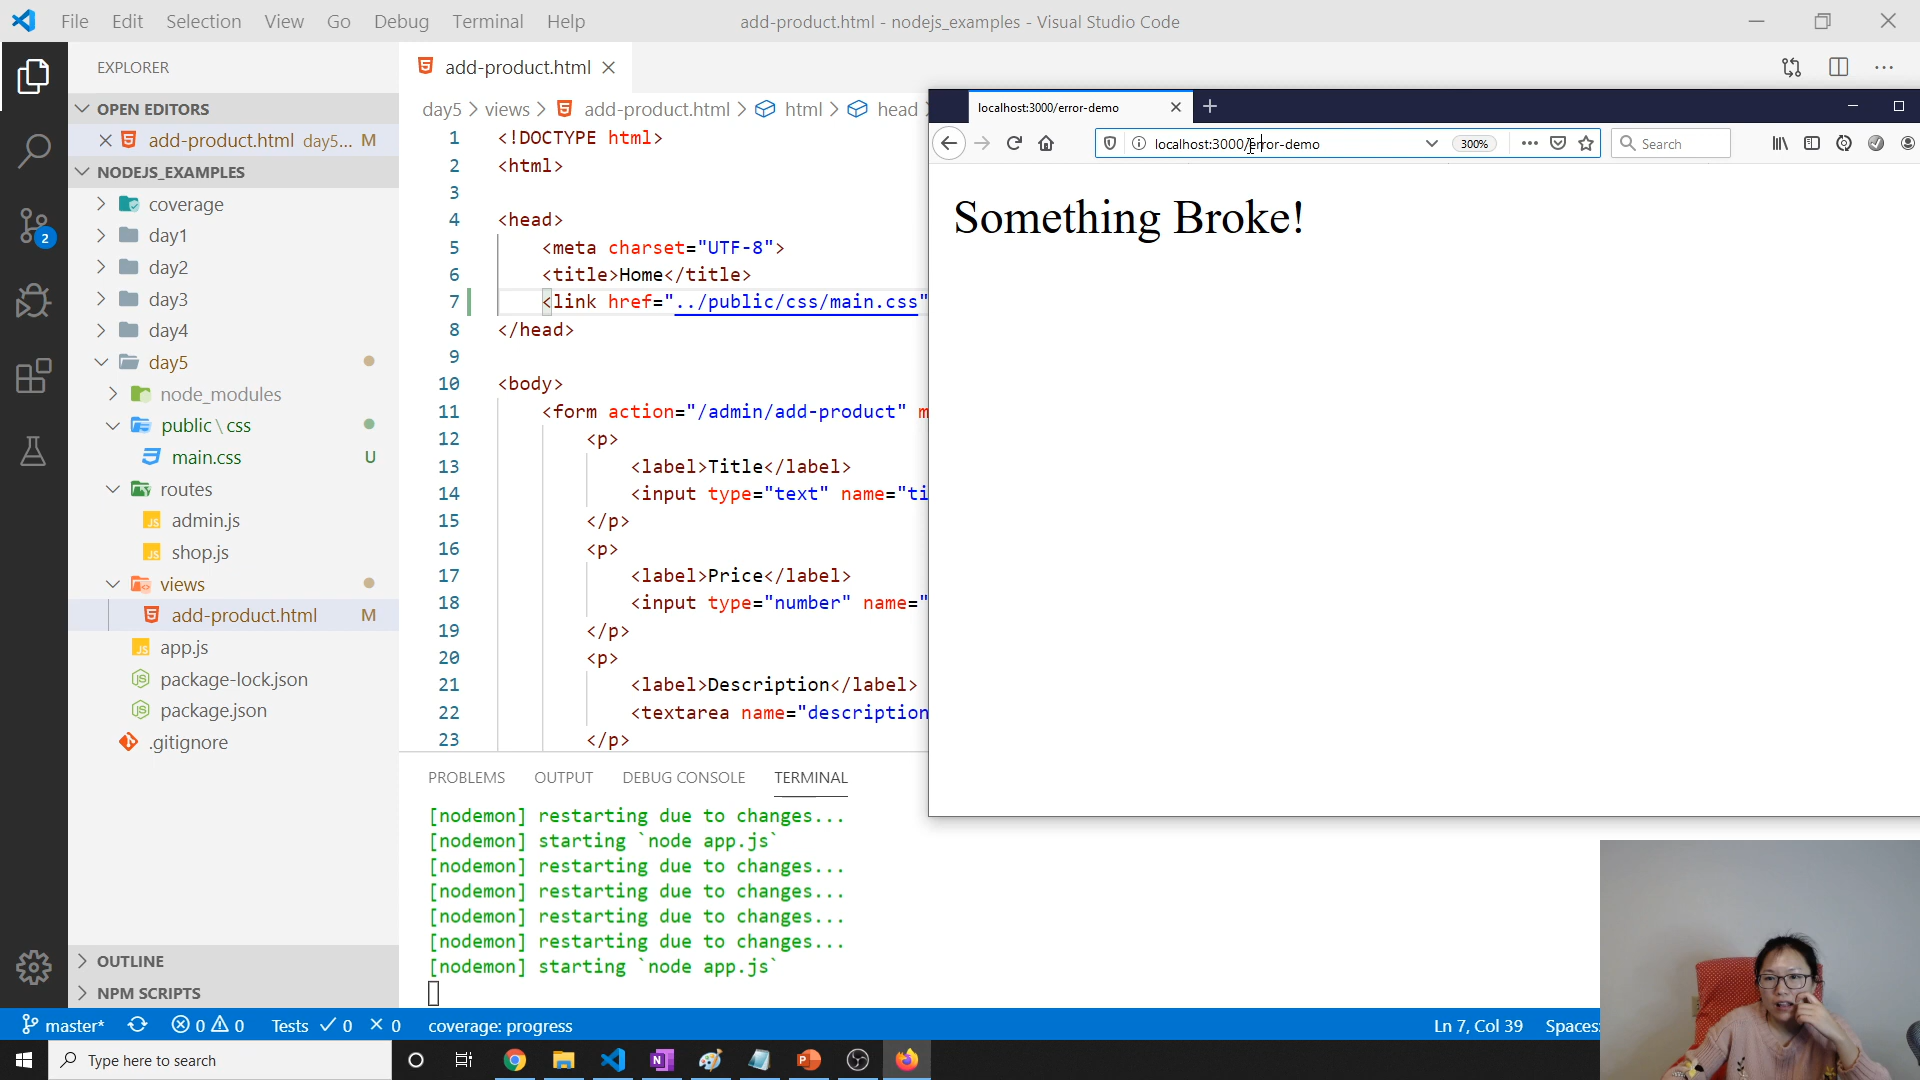 File Edit Selection View Go Debug Terminal Help
add-product.html - nodejs_examples - Visual Studio Code
EXPLORER
OPEN EDITORS
add-product.html day5... M
NODEJS_EXAMPLES
coverage
day1
day2
day3
day4
day5
node_modules
public \ css
main.css U
routes
admin.js
shop.js
views
add-product.html M
app.js
package-lock.json
package.json
.gitignore
OUTLINE
NPM SCRIPTS
2
add-product.html
day5 > views > add-product.html > html > head
1 <!DOCTYPE html>
2 <html>
3
4 <head>
5 <meta charset="UTF-8">
6 <title>Home</title>
7 <link href="../public/css/main.css"
8 </head>
9
10 <body>
11 <form action="/admin/add-product" m
12 <p>
13 <label>Title</label>
14 <input type="text" name="ti
15 </p>
16 <p>
17 <label>Price</label>
18 <input type="number" name="
19 </p>
20 <p>
21 <label>Description</label>
22 <textarea name="description
23 </p>
localhost:3000/error-demo
localhost:3000/error-demo 300% Search
Something Broke!
PROBLEMS OUTPUT DEBUG CONSOLE TERMINAL
[nodemon] restarting due to changes...
[nodemon] starting `node app.js`
[nodemon] restarting due to changes...
[nodemon] restarting due to changes...
[nodemon] restarting due to changes...
[nodemon] restarting due to changes...
[nodemon] starting `node app.js`
master* 0 0 Tests 0 0 coverage: progress Ln 7, Col 39 Spaces:
Type here to search